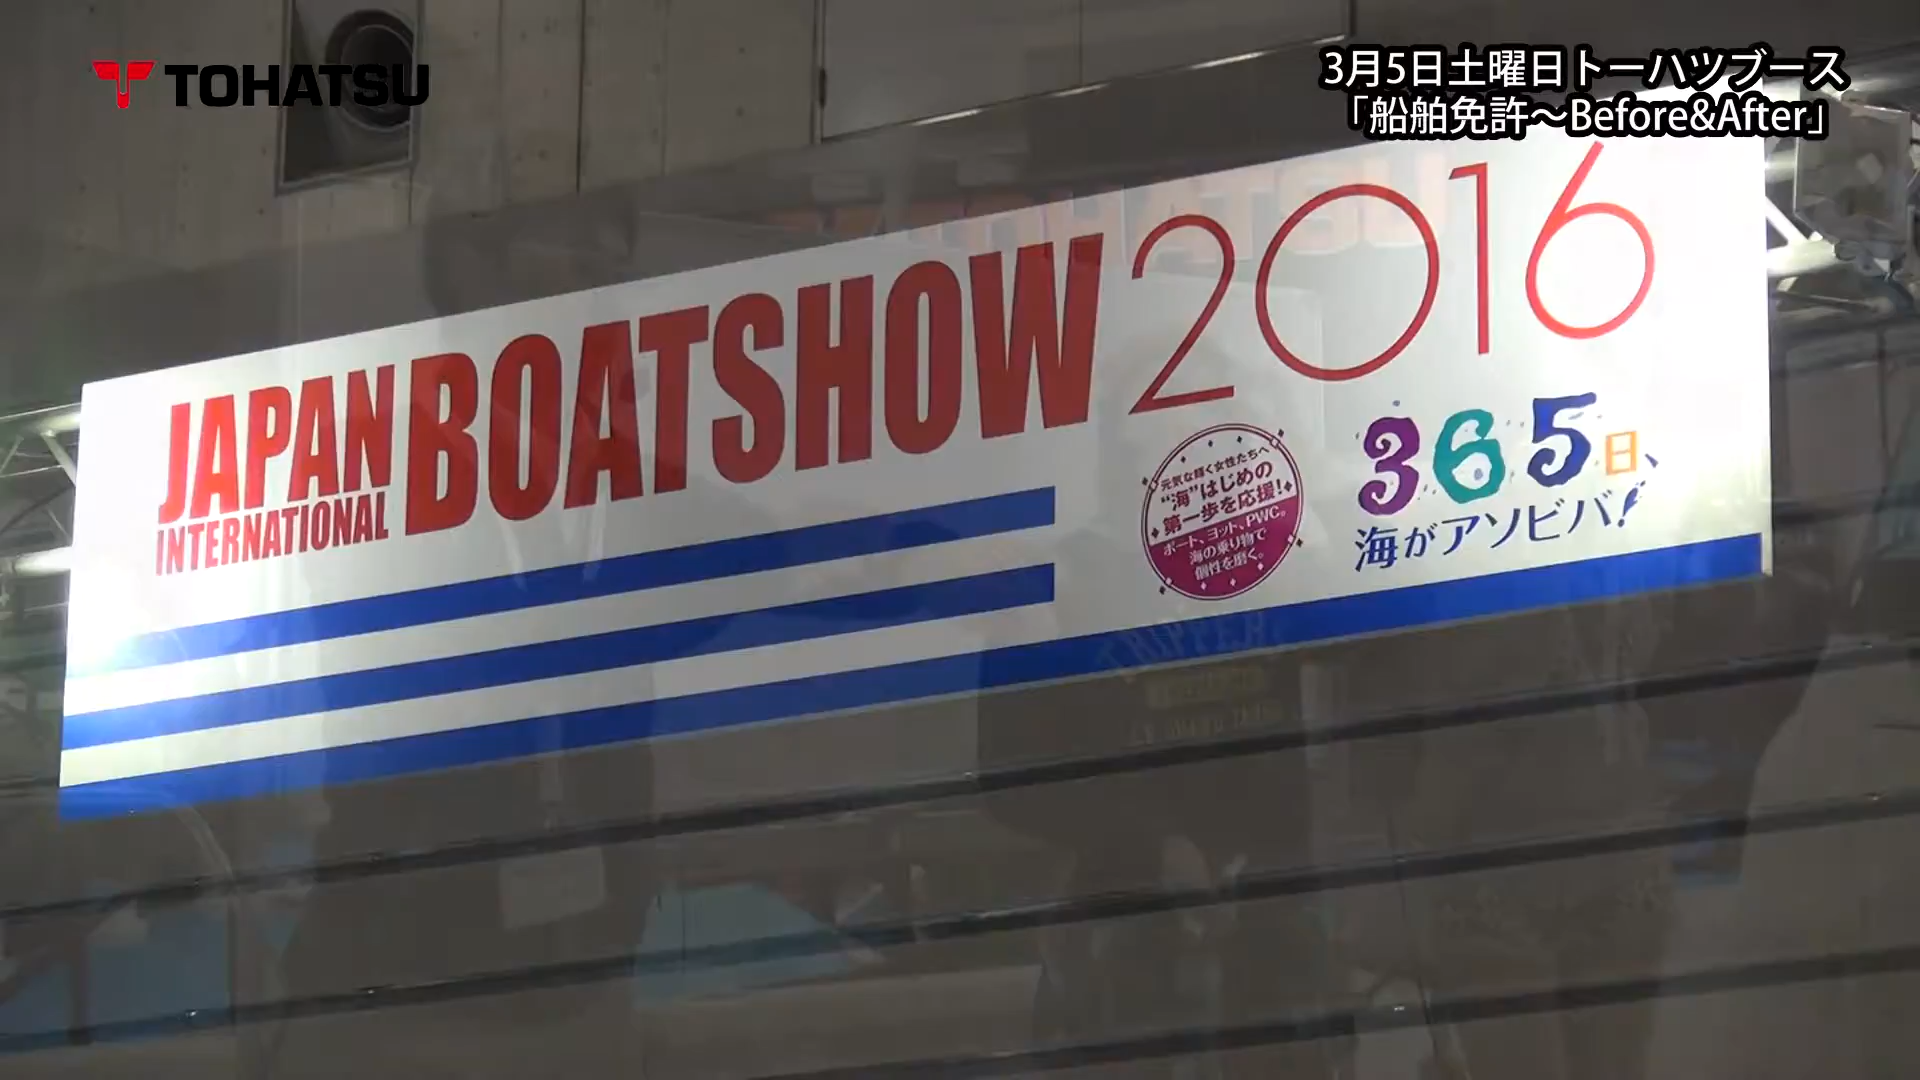 TOHATSU
3月5日土曜日トーハツブース
「船舶免許～Before&After」
JAPAN
INTERNATIONAL
BOATSHOW
2016
元気な輝く女性たちへ
“海”はじめの
第一歩を応援!
ボート、ヨット、PWC。
海の乗り物で
個性を磨く。
365日、
海がアソビバ!
TOHATSU
TRIPPER